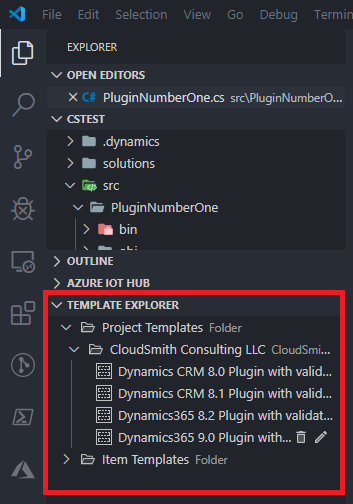 File Edit Selection View Go Debug Termin
EXPLORER
OPEN EDITORS
C# PluginNumberOne.cs src\PluginNumberO...
CSTEST
.dynamics
solutions
src
PluginNumberOne
bin
obj
OUTLINE
AZURE IOT HUB
TEMPLATE EXPLORER
Project Templates Folder
CloudSmith Consulting LLC CloudSmi...
Dynamics CRM 8.0 Plugin with valid...
Dynamics CRM 8.1 Plugin with valid...
Dynamics365 8.2 Plugin with validat...
Dynamics365 9.0 Plugin with...
Item Templates Folder